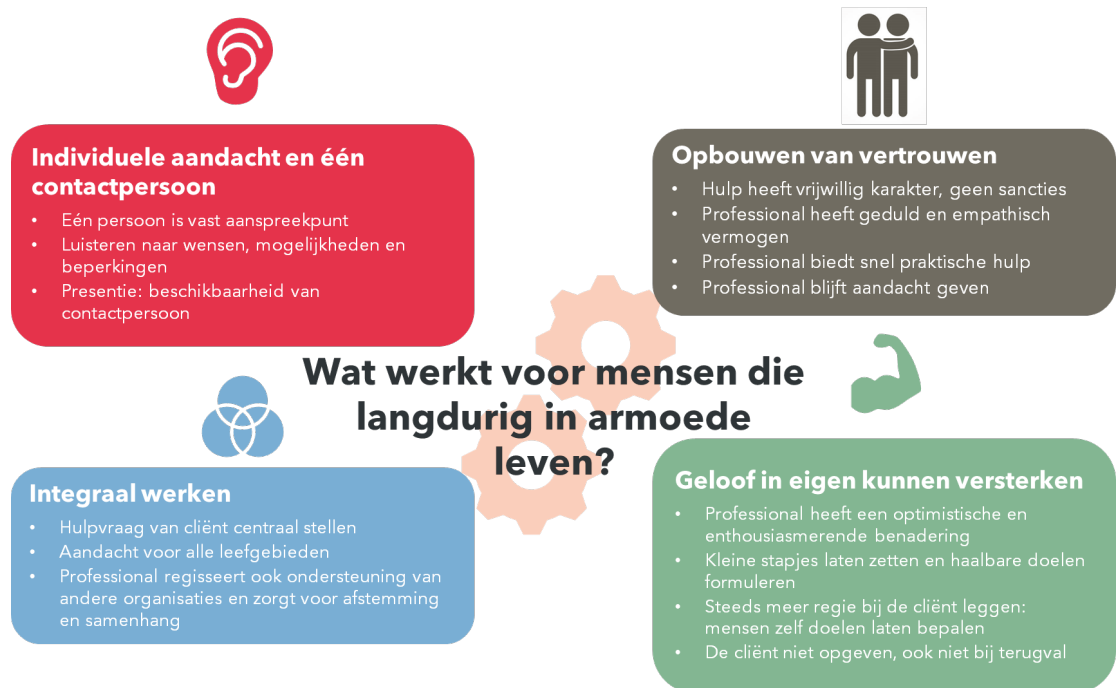 Individuele aandacht en één
contactpersoon
• Eén persoon is vast aanspreekpunt
• Luisteren naar wensen, mogelijkheden en
beperkingen
• Presentie: beschikbaarheid van
contactpersoon
Opbouwen van vertrouwen
• Hulp heeft vrijwillig karakter, geen sancties
• Professional heeft geduld en empathisch
vermogen
• Professional biedt snel praktische hulp
• Professional blijft aandacht geven
Wat werkt voor mensen die
langdurig in armoede
leven?
Integraal werken
• Hulpvraag van cliënt centraal stellen
• Aandacht voor alle leefgebieden
• Professional regisseert ook ondersteuning van
andere organisaties en zorgt voor afstemming
en samenhang
Geloof in eigen kunnen versterken
• Professional heeft een optimistische en
enthousiasmerende benadering
• Kleine stapjes laten zetten en haalbare doelen
formuleren
• Steeds meer regie bij de cliënt leggen:
mensen zelf doelen laten bepalen
• De cliënt niet opgeven, ook niet bij terugval